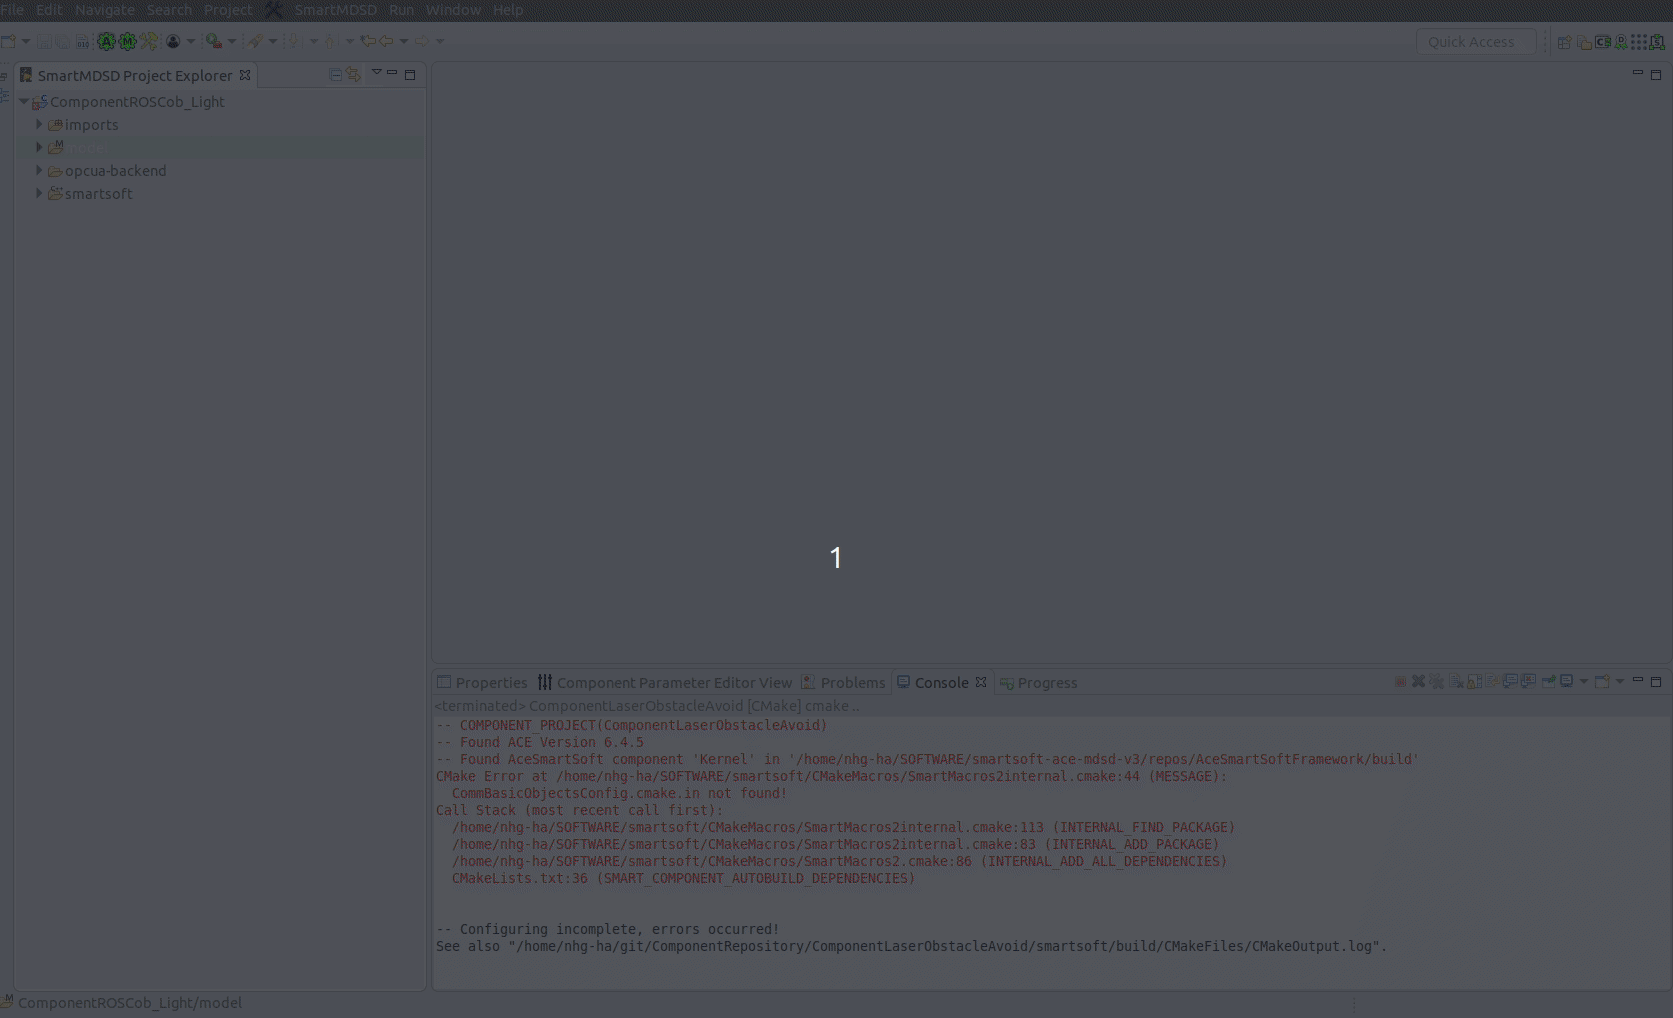 File Edit Navigate Search Project SmartMDSD Run Window Help
Quick Access
SmartMDSD Project Explorer
ComponentROSCob_Light
imports
model
opcua-backend
smartsoft
1
Properties Component Parameter Editor View Problems Console Progress
<terminated> ComponentLaserObstacleAvoid [CMake] cmake ..
-- COMPONENT_PROJECT(ComponentLaserObstacleAvoid)
-- Found ACE Version 6.4.5
-- Found AceSmartSoft component 'Kernel' in '/home/nhg-ha/SOFTWARE/smartsoft-ace-mdsd-v3/repos/AceSmartSoftFramework/build'
CMake Error at /home/nhg-ha/SOFTWARE/smartsoft/CMakeMacros/SmartMacros2internal.cmake:44 (MESSAGE):
CommBasicObjectsConfig.cmake.in not found!
Call Stack (most recent call first):
/home/nhg-ha/SOFTWARE/smartsoft/CMakeMacros/SmartMacros2internal.cmake:113 (INTERNAL_FIND_PACKAGE)
/home/nhg-ha/SOFTWARE/smartsoft/CMakeMacros/SmartMacros2internal.cmake:83 (INTERNAL_ADD_PACKAGE)
/home/nhg-ha/SOFTWARE/smartsoft/CMakeMacros/SmartMacros2.cmake:86 (INTERNAL_ADD_ALL_DEPENDENCIES)
CMakeLists.txt:36 (SMART_COMPONENT_AUTOBUILD_DEPENDENCIES)
-- Configuring incomplete, errors occurred!
See also "/home/nhg-ha/git/ComponentRepository/ComponentLaserObstacleAvoid/smartsoft/build/CMakeFiles/CMakeOutput.log".
ComponentROSCob_Light/model